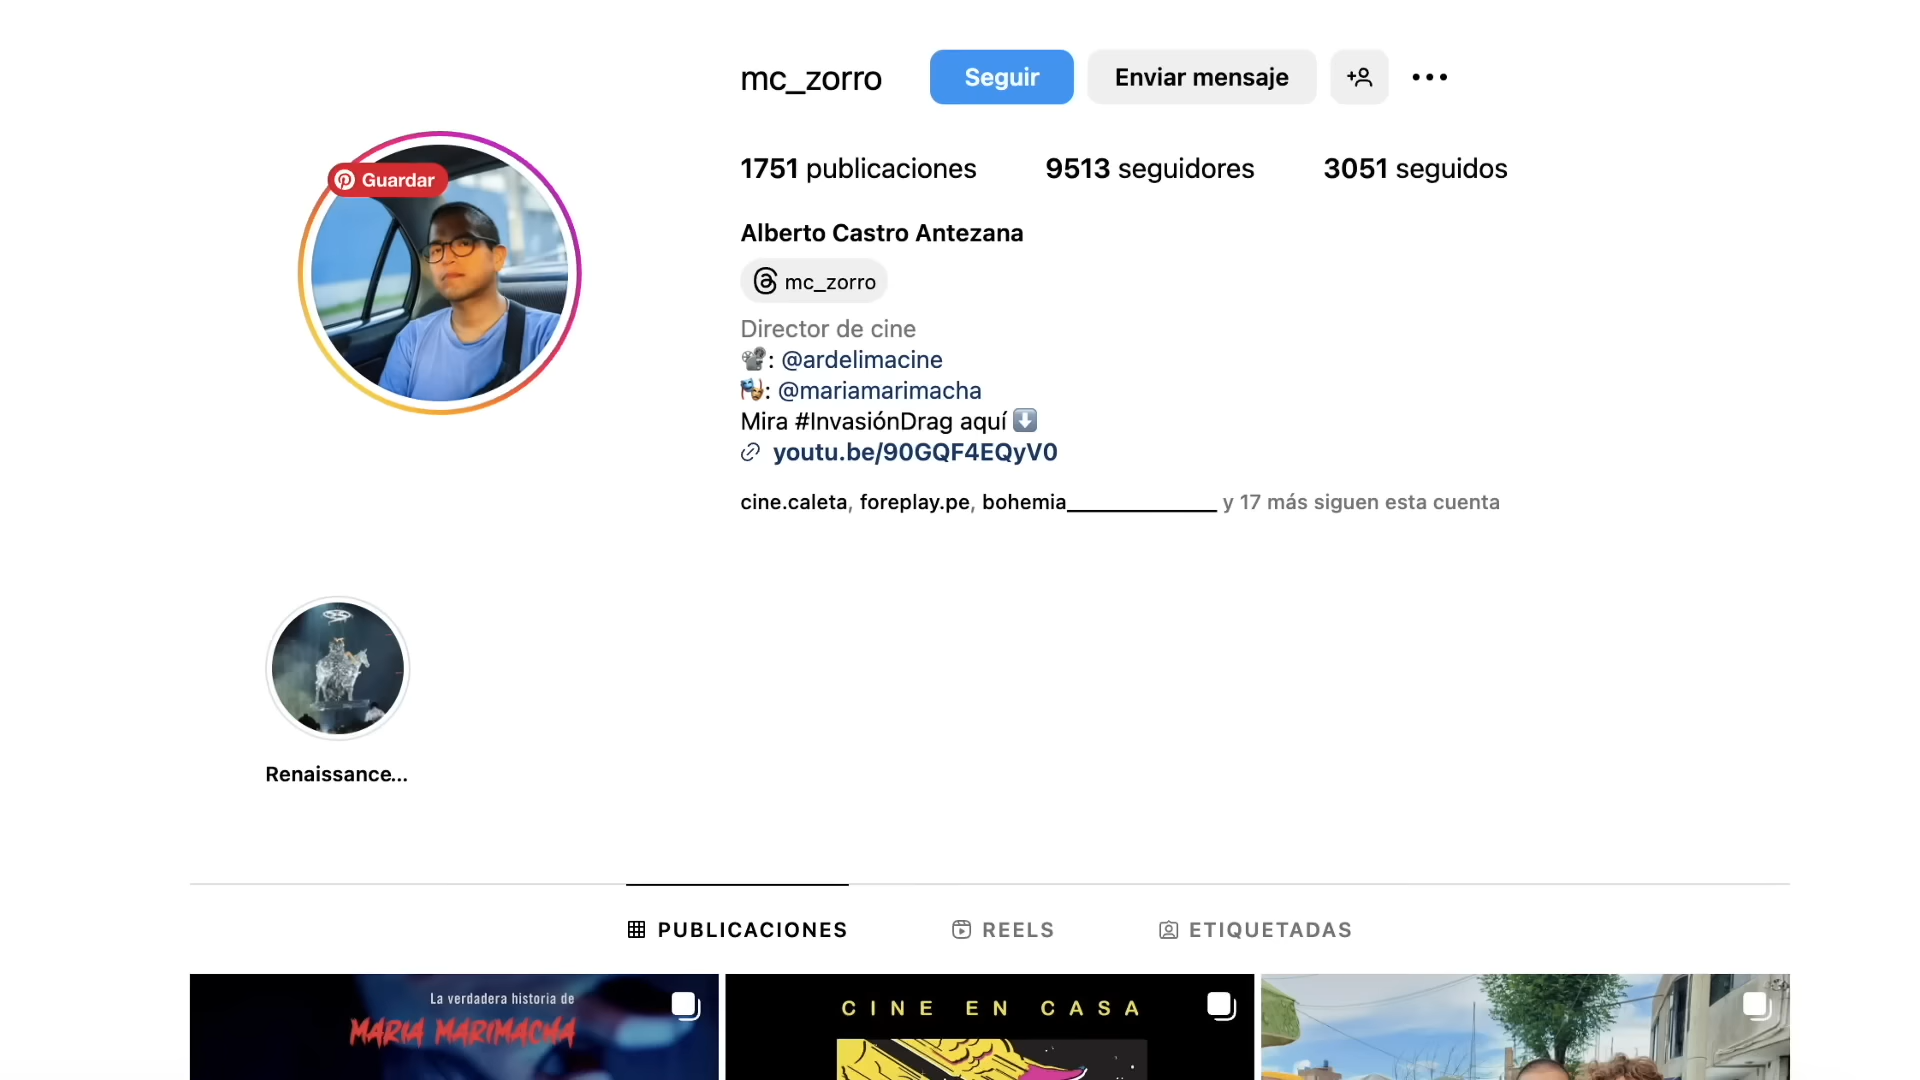 mc_zorro Seguir Enviar mensaje
1751 publicaciones 9513 seguidores 3051 seguidos
Guardar
Alberto Castro Antezana
mc_zorro
Director de cine
: @ardelimacine
: @mariamarimacha
Mira #InvasiónDrag aquí
youtu.be/90GQF4EQyV0
cine.caleta, foreplay.pe, bohemia______________ y 17 más siguen esta cuenta
Renaissance...
PUBLICACIONES REELS ETIQUETADAS
La verdadera historia de
MARIA MARIMACHA
CINE EN CASA